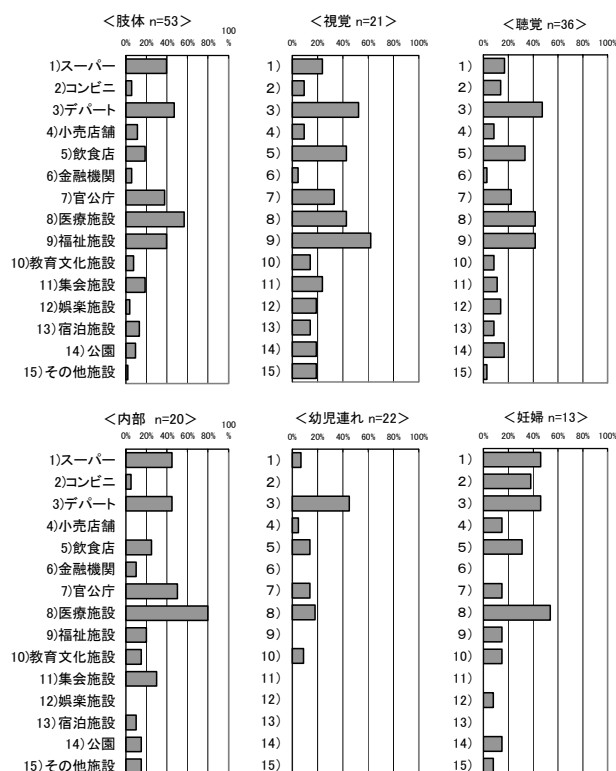 ＜肢体 n=53＞
0% 20% 40% 60% 80% 100%
1)スーパー
2)コンビニ
3)デパート
4)小売店舗
5)飲食店
6)金融機関
7)官公庁
8)医療施設
9)福祉施設
10)教育文化施設
11)集会施設
12)娯楽施設
13)宿泊施設
14)公園
15)その他施設
＜視覚 n=21＞
0% 20% 40% 60% 80% 100%
1)
2)
3)
4)
5)
6)
7)
8)
9)
10)
11)
12)
13)
14)
15)
＜聴覚 n=36＞
0% 20% 40% 60% 80% 100%
1)
2)
3)
4)
5)
6)
7)
8)
9)
10)
11)
12)
13)
14)
15)
＜内部 n=20＞
0% 20% 40% 60% 80% 100%
1)スーパー
2)コンビニ
3)デパート
4)小売店舗
5)飲食店
6)金融機関
7)官公庁
8)医療施設
9)福祉施設
10)教育文化施設
11)集会施設
12)娯楽施設
13)宿泊施設
14)公園
15)その他施設
＜幼児連れ n=22＞
0% 20% 40% 60% 80% 100%
1)
2)
3)
4)
5)
6)
7)
8)
9)
10)
11)
12)
13)
14)
15)
＜妊婦 n=13＞
0% 20% 40% 60% 80% 100%
1)
2)
3)
4)
5)
6)
7)
8)
9)
10)
11)
12)
13)
14)
15)